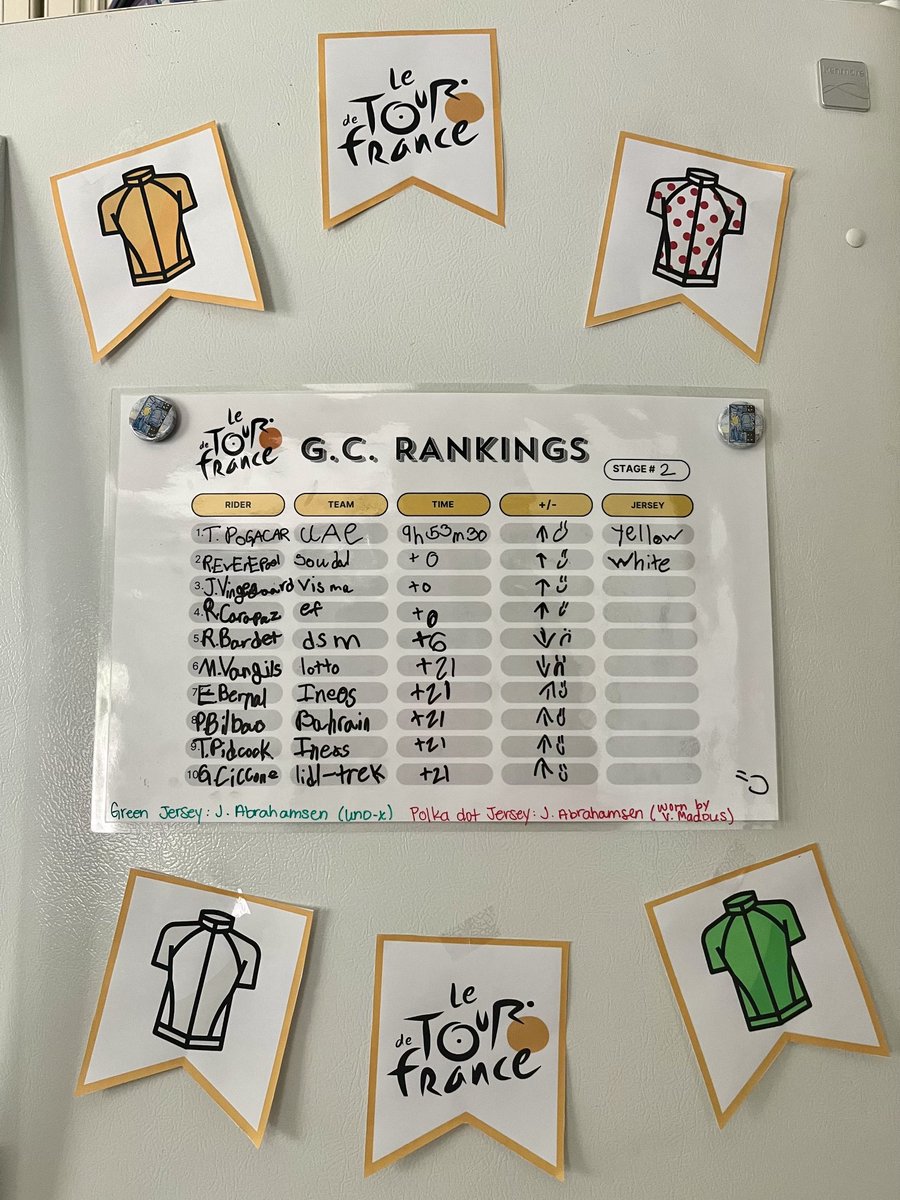 Le
de TOUR.
france
Kenmore
Le
de TOUR.
france
G.C. RANKINGS
STAGE # 2
RIDER TEAM TIME +/- JERSEY
1. T. POGACAR UAE 9h53m30 ↑ :) Yellow
2 REVENEPoel Soudal + 0 ↑ :) White
3. J. Vingegaard Visma +0 ↑ :)
4. R. Carapaz ef +0 ↑ :)
5. R. Bardet dsm +6 ↓ :(
6. M. Vangils lotto +21 ↓ :(
7 E. Bernal Ineos +21 ↑ :)
8 P. Bilbao Bahrain +21 ↑ :)
9 T. Pidcock Ineos +21 ↑ :)
10 G. Ciccone lidl-trek +21 ↑ :)
:)
Green Jersey: J. Abrahamsen (uno-x) Polka dot Jersey: J. Abrahamsen (worn by V. Madous)
Le
de TOUR.
france